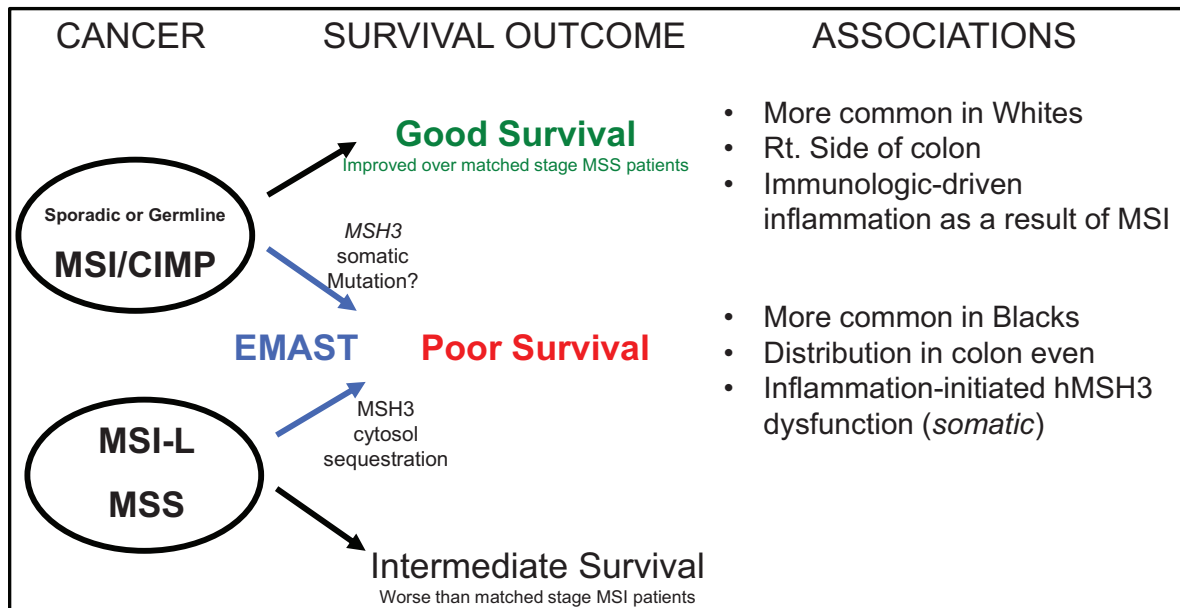 CANCER
SURVIVAL OUTCOME
ASSOCIATIONS
Sporadic or Germline
MSI/CIMP
Good Survival
Improved over matched stage MSS patients
• More common in Whites
• Rt. Side of colon
• Immunologic-driven
inflammation as a result of MSI
MSH3
somatic
Mutation?
EMAST
Poor Survival
• More common in Blacks
• Distribution in colon even
• Inflammation-initiated hMSH3
dysfunction (somatic)
MSH3
cytosol
sequestration
MSI-L
MSS
Intermediate Survival
Worse than matched stage MSI patients